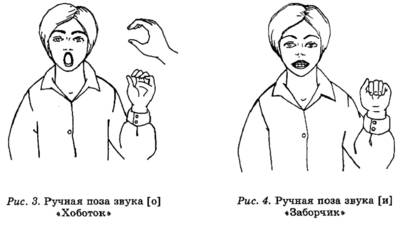 Рис. 3. Ручная поза звука [о]
«Хоботок»
Рис. 4. Ручная поза звука [и]
«Заборчик»